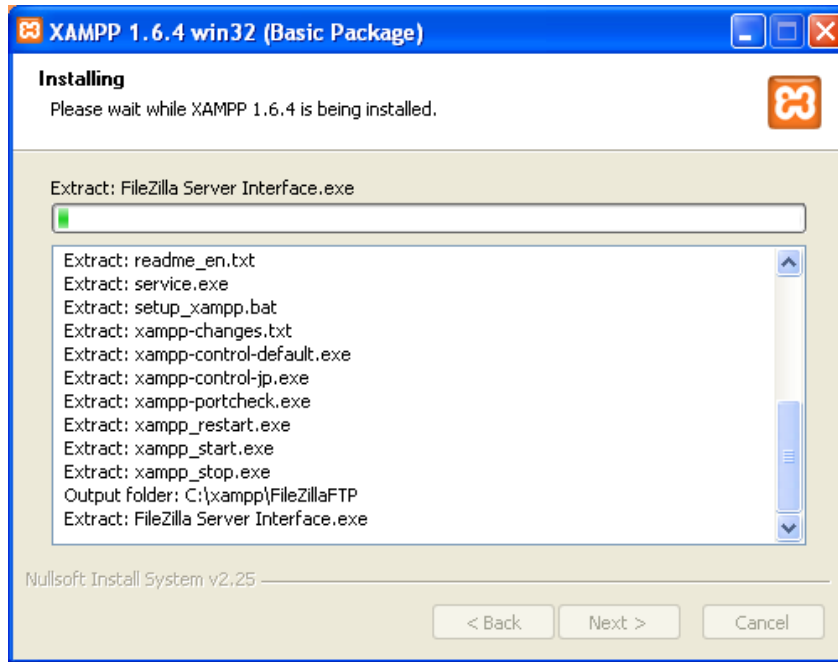 XAMPP 1.6.4 win32 (Basic Package)
Installing
Please wait while XAMPP 1.6.4 is being installed.
Extract: FileZilla Server Interface.exe
Extract: readme_en.txt
Extract: service.exe
Extract: setup_xampp.bat
Extract: xampp-changes.txt
Extract: xampp-control-default.exe
Extract: xampp-control-jp.exe
Extract: xampp-portcheck.exe
Extract: xampp_restart.exe
Extract: xampp_start.exe
Extract: xampp_stop.exe
Output folder: C:\xampp\FileZillaFTP
Extract: FileZilla Server Interface.exe
Nullsoft Install System v2.25
< Back Next > Cancel